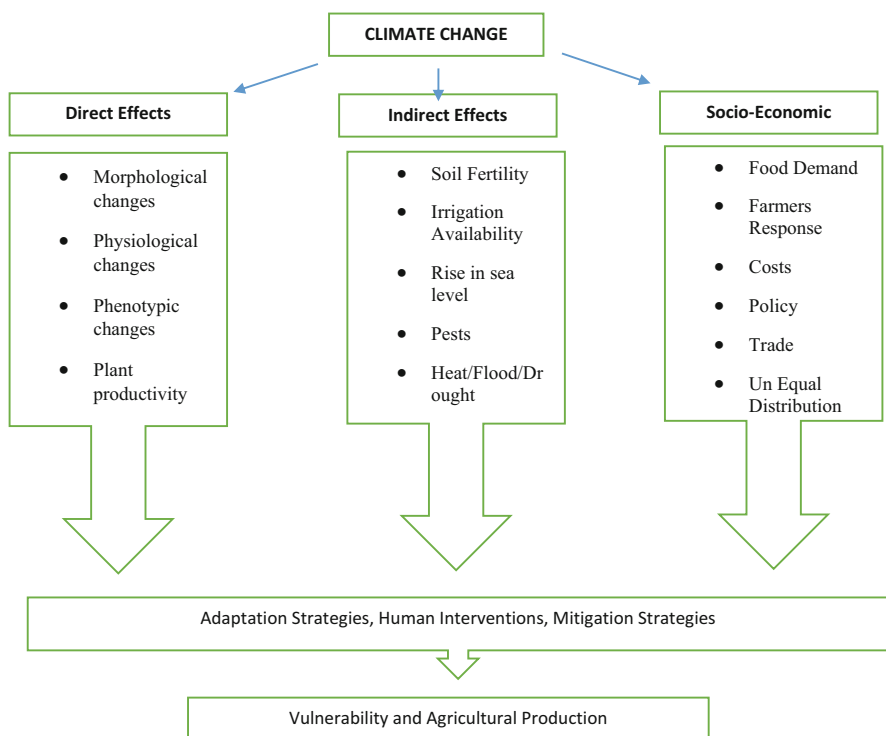 CLIMATE CHANGE
Direct Effects
Morphological
changes
Physiological
changes
Phenotypic
changes
Plant
productivity
Indirect Effects
Soil Fertility
Irrigation
Availability
Rise in sea
level
Pests
Heat/Flood/Dr
ought
Socio-Economic
Food Demand
Farmers
Response
Costs
Policy
Trade
Un Equal
Distribution
Adaptation Strategies, Human Interventions, Mitigation Strategies
Vulnerability and Agricultural Production